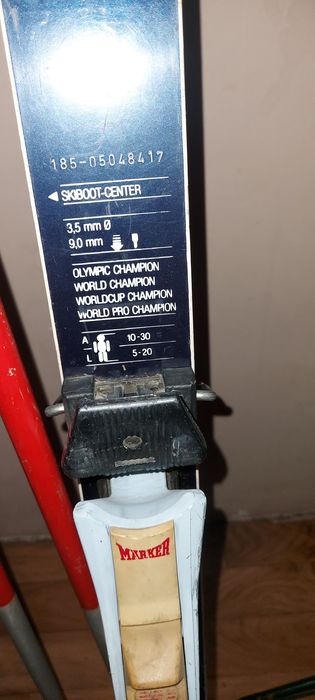 185-05048417
◄ SKIBOOT-CENTER
3,5 mm Ø
9,0 mm
OLYMPIC CHAMPION
WORLD CHAMPION
WORLDCUP CHAMPION
WORLD PRO CHAMPION
A 10-30
L 5-20
MARKER